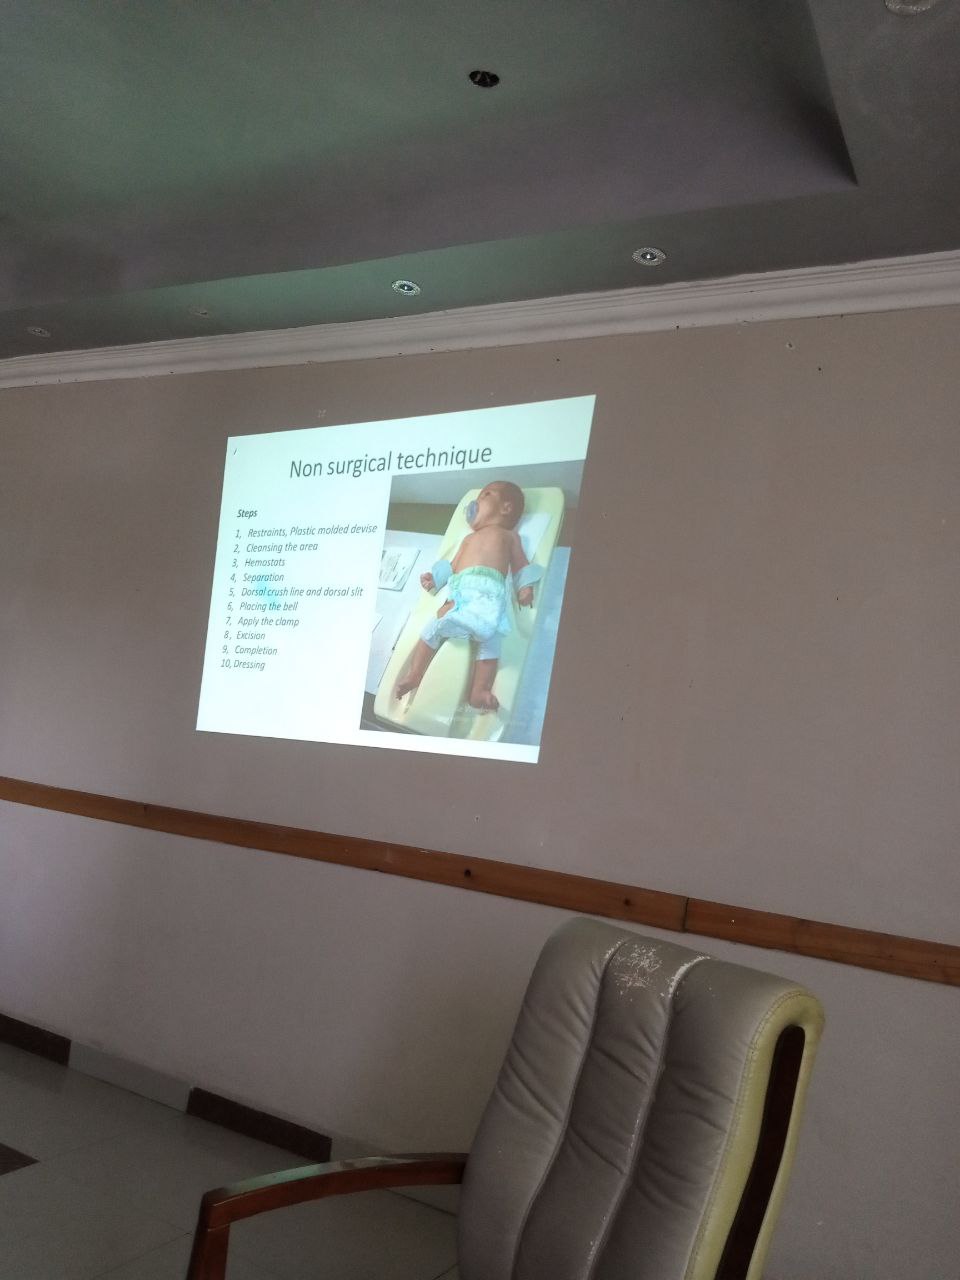 Non surgical technique
Steps
1, Restraints, Plastic molded devise
2, Cleansing the area
3, Hemostats
4, Separation
5, Dorsal crush line and dorsal slit
6, Placing the bell
7, Apply the clamp
8, Excision
9, Completion
10, Dressing